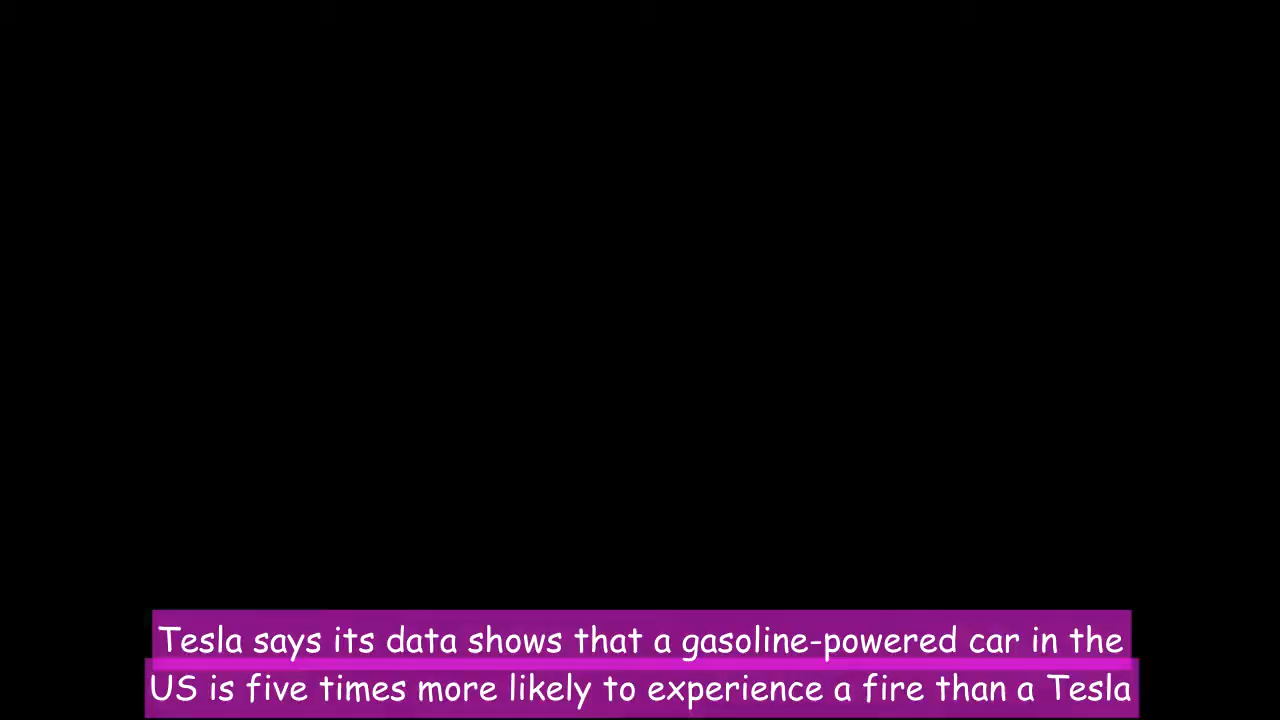 Tesla says its data shows that a gasoline-powered car in the
US is five times more likely to experience a fire than a Tesla